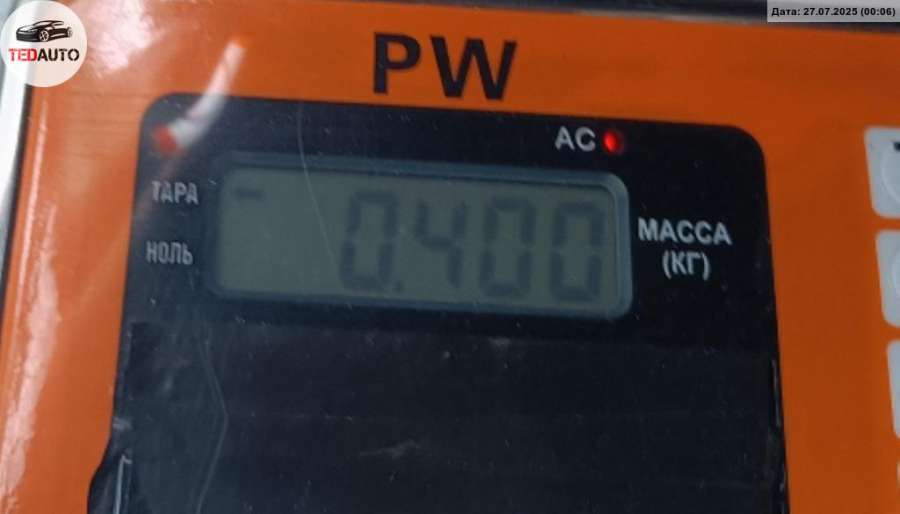 TEDAUTO
Дата: 27.07.2025 (00:06)
PW
AC
ТАРА
НОЛЬ
0.400
МАССА
(КГ)